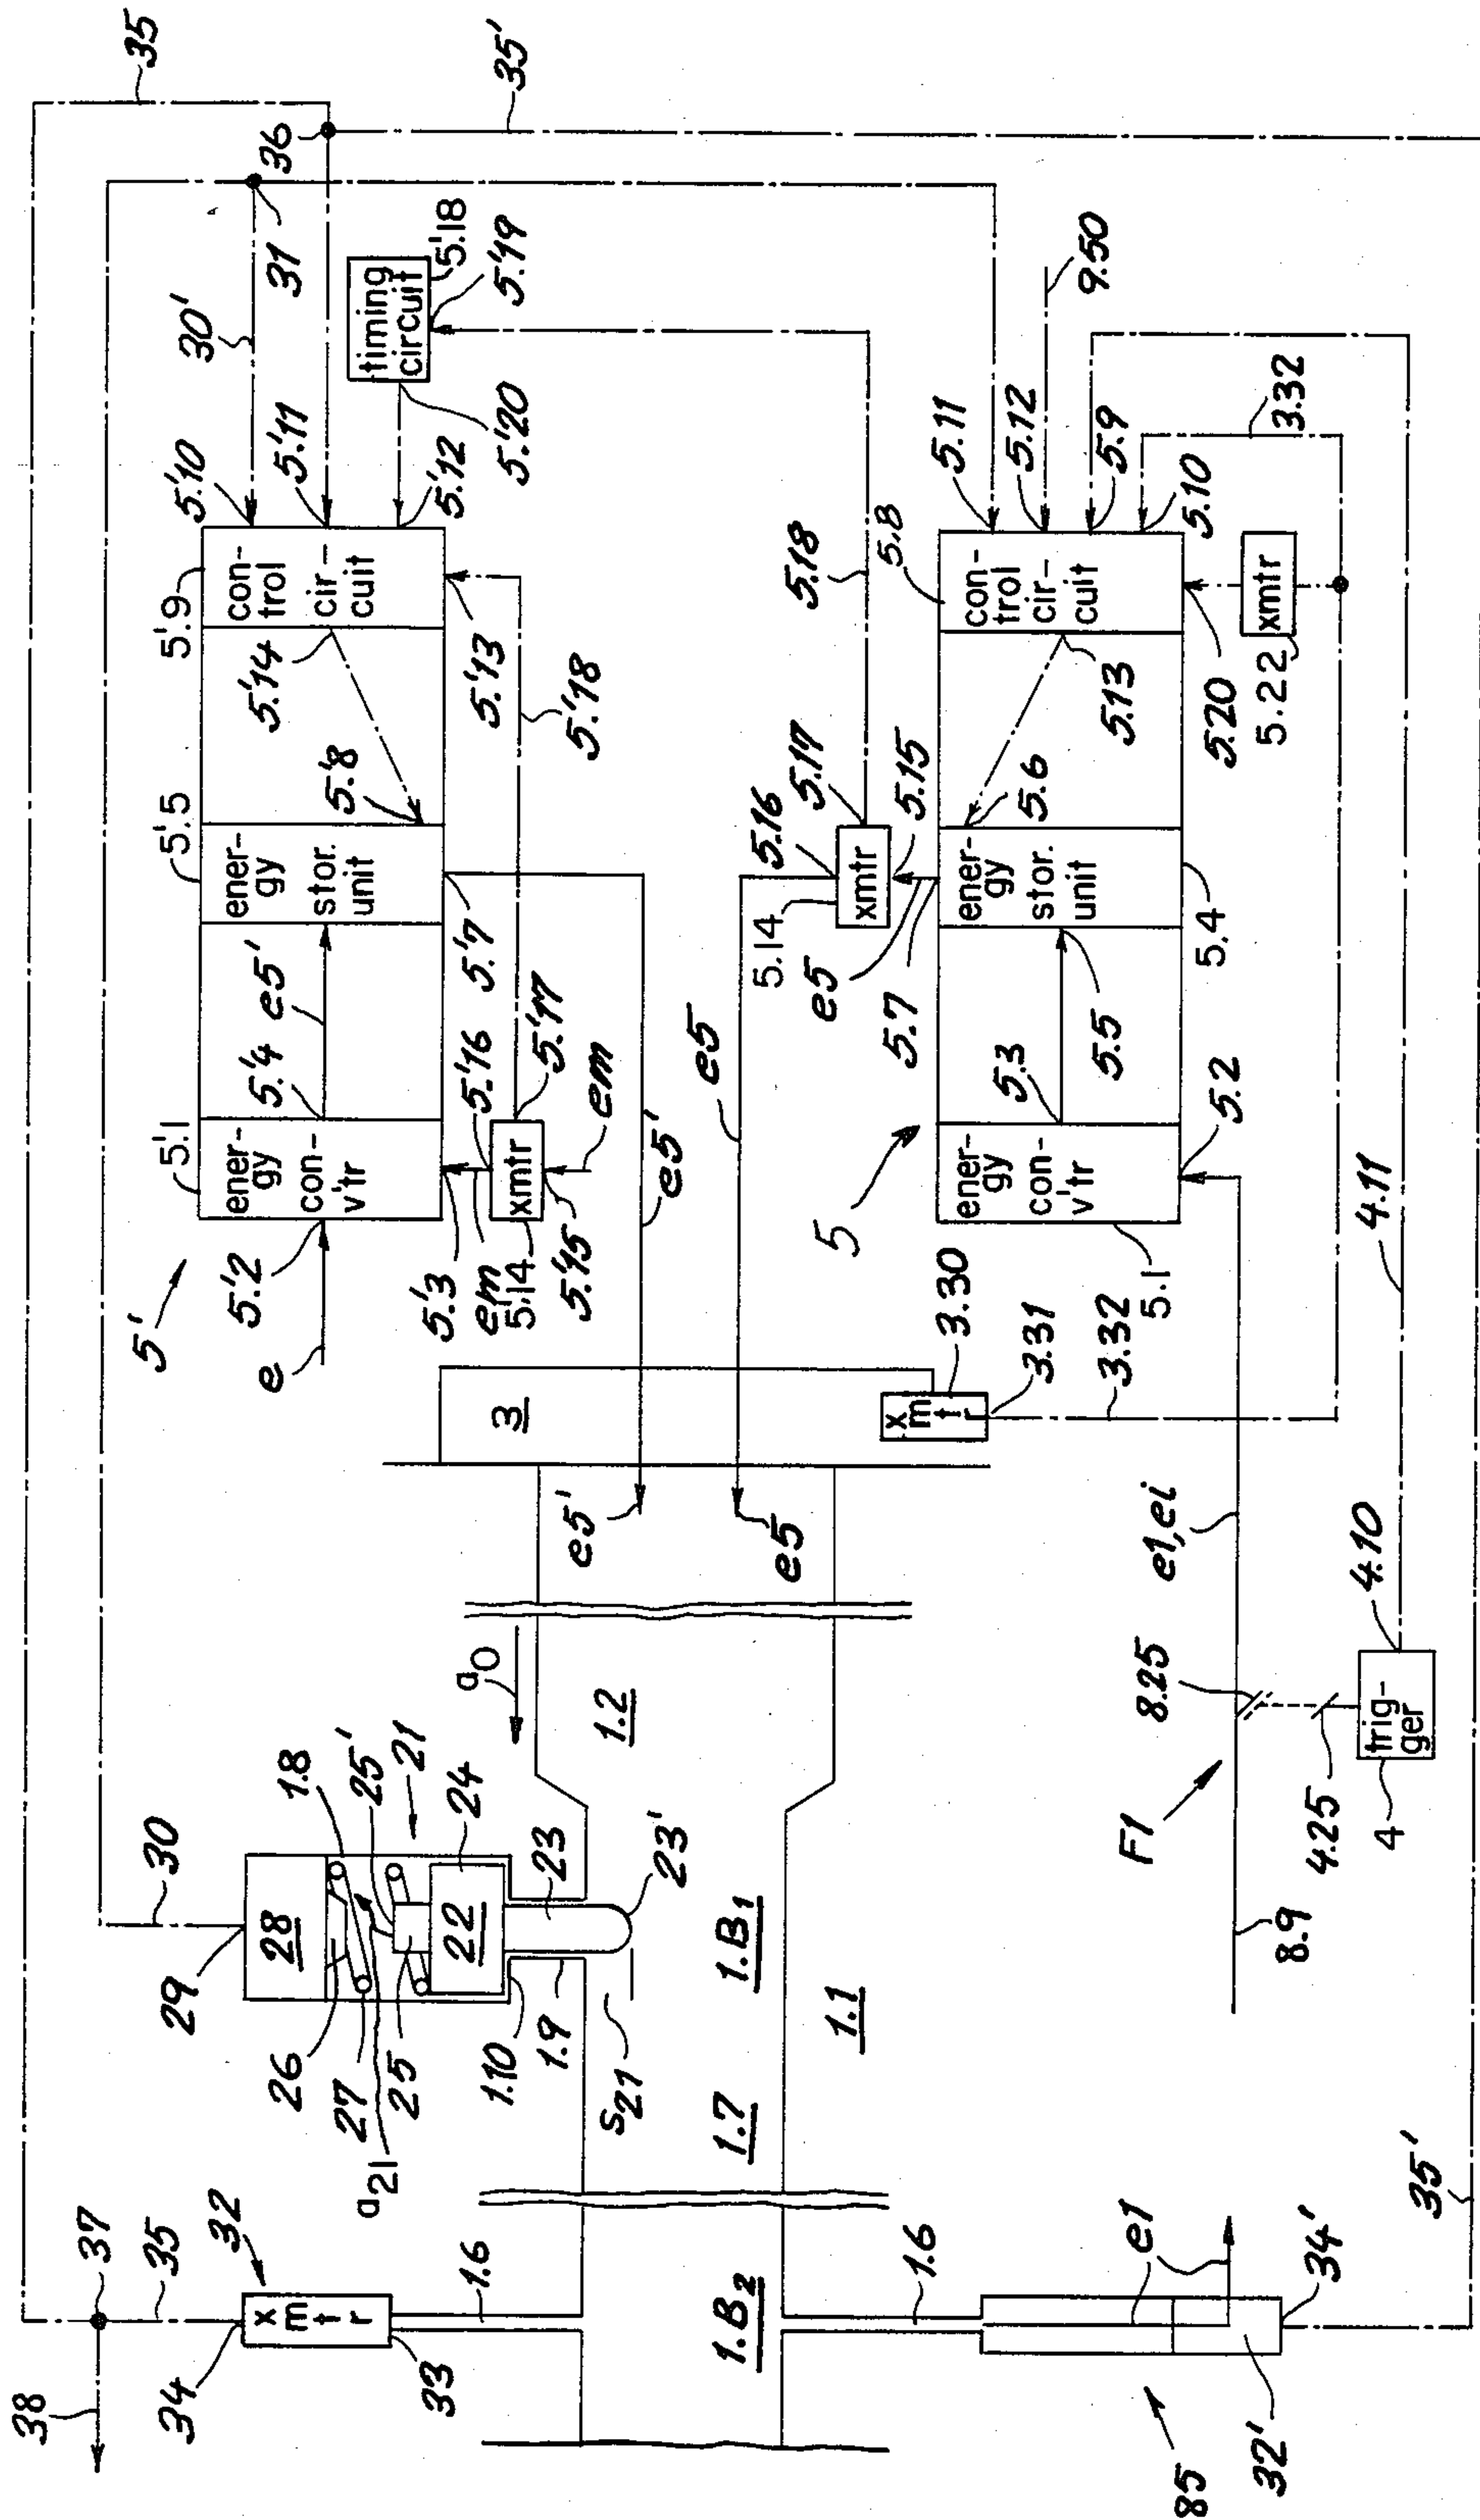 38
37
35
34
32
xmtr
33
1.6
1.B2
1.6
e1
34'
32'
85
35'
29
30
28
26
1.8
27
25'
21
a21
25
24
22
1.10
1.9
23
23'
s21
1.7
1.B1
1.1
1.2
a0
8.9
F1
8.25
4.25
4
trig-
ger
4.10
4.11
e1,ei
e5'
e5
3
xmtr
3.30
3.31
3.32
5'
e
5.'2
5.'1
ener-
gy
con-
v'tr
5.'4
e5'
5.'3
5.'16
em
5.'14
xmtr
5.'15
5.'17
em
5.'7
e5'
5.'5
ener-
gy
stor.
unit
5.'8
5.'14
5.'9
con-
trol
cir-
cuit
5.'10
5.'11
5.'12
5.'13
5.'18
30'
31
36
35
35'
timing
circuit
5.'18
5.'19
5.'20
5
e5
5.1
ener-
gy
con-
v'tr
5.2
5.3
5.5
5.7
e5
5.14
xmtr
5.16
5.17
5.15
5.18
ener-
gy
stor.
unit
5.4
5.6
5.13
5.8
con-
trol
cir-
cuit
5.11
5.12
9.50
5.9
5.10
3.32
5.20
xmtr
5.22